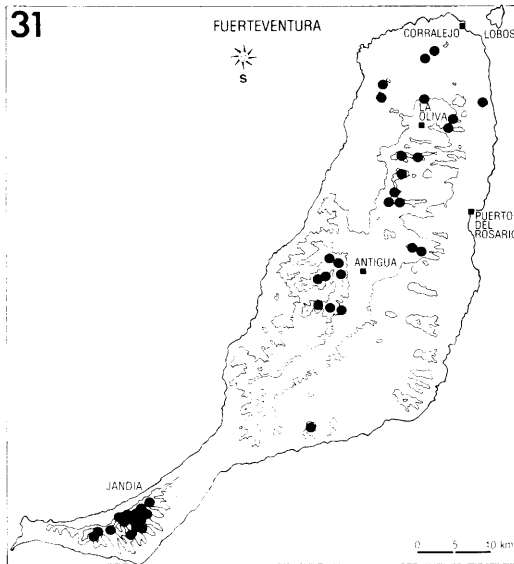 31
FUERTEVENTURA
S
CORRALEJO
LOBOS
LA
OLIVA
PUERTO
DEL
ROSARIO
ANTIGUA
JANDIA
0 5 10 km